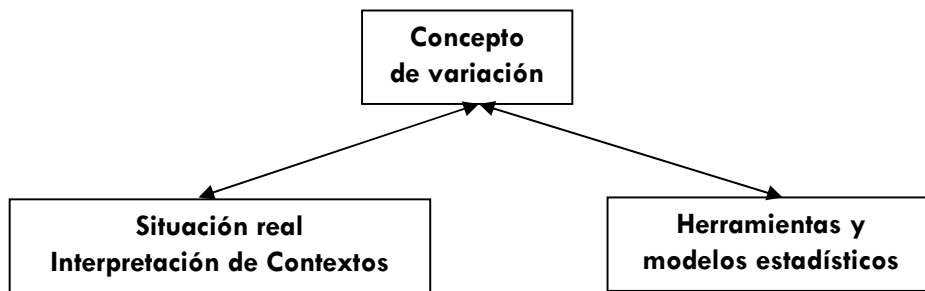 Concepto
de variación
Situación real
Interpretación de Contextos
Herramientas y
modelos estadísticos